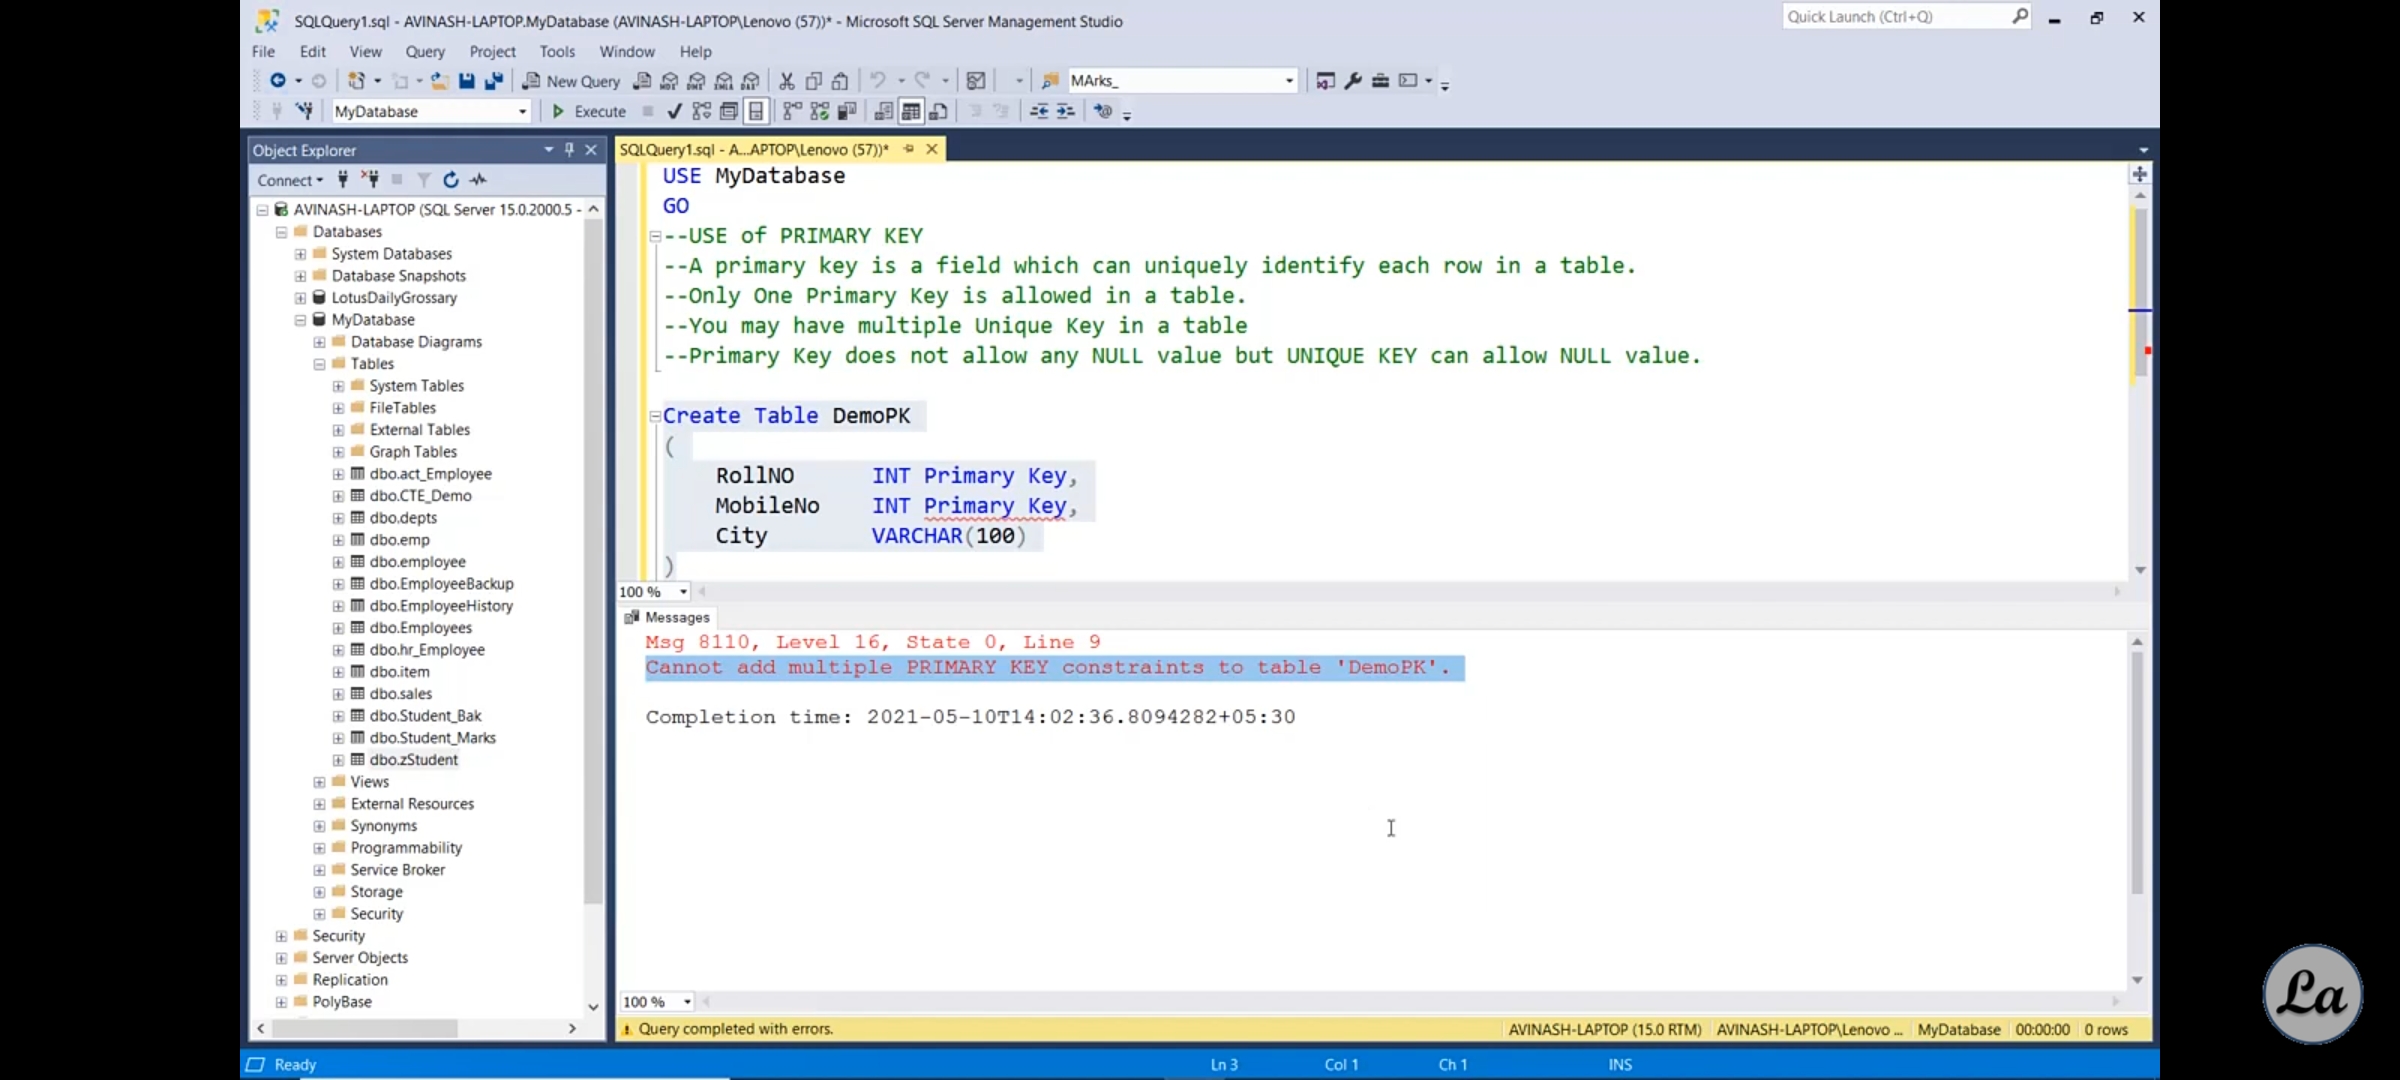 SQLQuery1.sql - AVINASH-LAPTOP.MyDatabase (AVINASH-LAPTOP\Lenovo (57))* - Microsoft SQL Server Management Studio
Quick Launch (Ctrl+Q)
File Edit View Query Project Tools Window Help
New Query
MArks_
MyDatabase
Execute
Object Explorer
Connect
AVINASH-LAPTOP (SQL Server 15.0.2000.5 -
Databases
System Databases
Database Snapshots
LotusDailyGrossary
MyDatabase
Database Diagrams
Tables
System Tables
FileTables
External Tables
Graph Tables
dbo.act_Employee
dbo.CTE_Demo
dbo.depts
dbo.emp
dbo.employee
dbo.EmployeeBackup
dbo.EmployeeHistory
dbo.Employees
dbo.hr_Employee
dbo.item
dbo.sales
dbo.Student_Bak
dbo.Student_Marks
dbo.zStudent
Views
External Resources
Synonyms
Programmability
Service Broker
Storage
Security
Security
Server Objects
Replication
PolyBase
SQLQuery1.sql - A...APTOP\Lenovo (57))*
USE MyDatabase
GO
--USE of PRIMARY KEY
--A primary key is a field which can uniquely identify each row in a table.
--Only One Primary Key is allowed in a table.
--You may have multiple Unique Key in a table
--Primary Key does not allow any NULL value but UNIQUE KEY can allow NULL value.
Create Table DemoPK
(
RollNO INT Primary Key,
MobileNo INT Primary Key,
City VARCHAR(100)
)
100 %
Messages
Msg 8110, Level 16, State 0, Line 9
Cannot add multiple PRIMARY KEY constraints to table 'DemoPK'.
Completion time: 2021-05-10T14:02:36.8094282+05:30
100 %
Query completed with errors.
AVINASH-LAPTOP (15.0 RTM) AVINASH-LAPTOP\Lenovo ... MyDatabase 00:00:00 0 rows
Ready
Ln 3 Col 1 Ch 1 INS
La